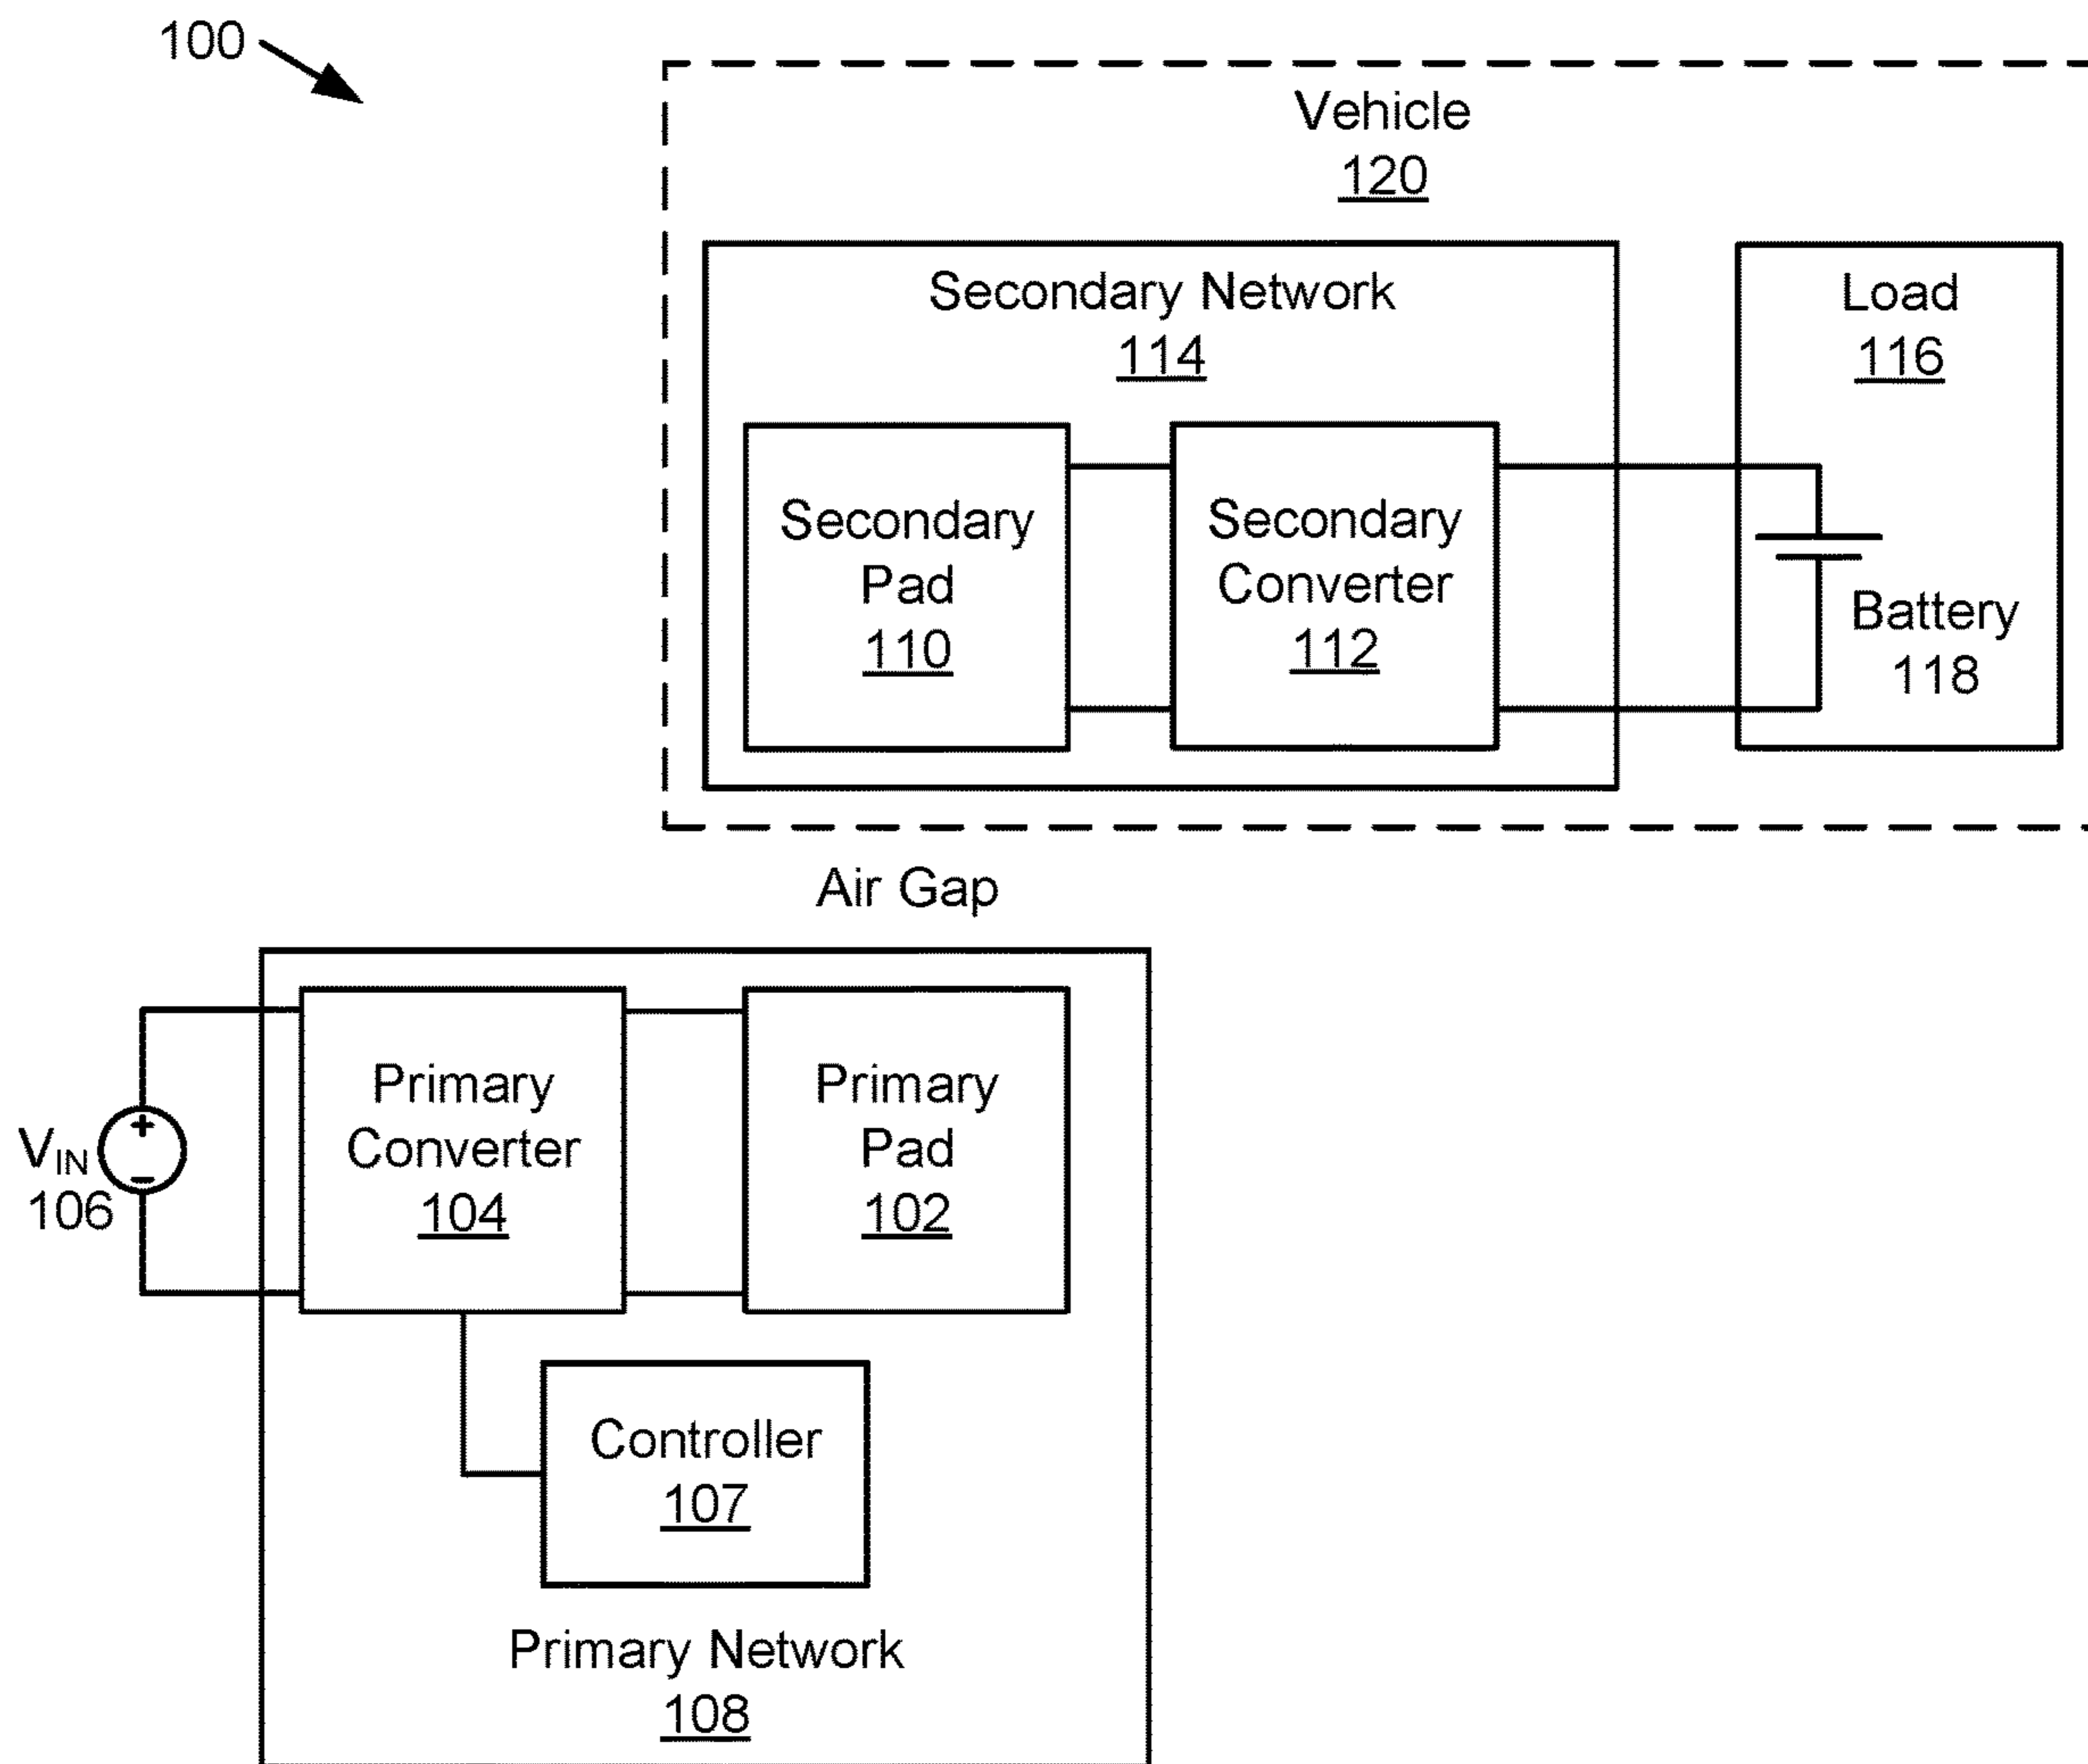 100
Vehicle
120
Secondary Network
114
Load
116
Secondary
Pad
110
Secondary
Converter
112
Battery
118
Air Gap
VIN
106
+
−
Primary
Converter
104
Primary
Pad
102
Controller
107
Primary Network
108